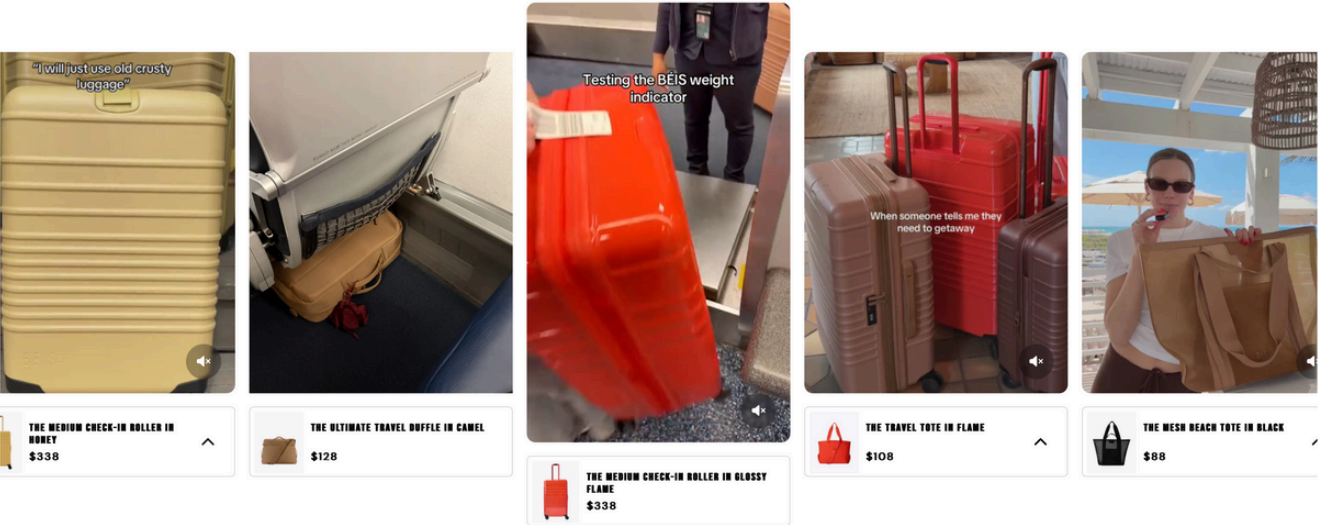 "I will just use old crusty
luggage"
BÉIS
THE MEDIUM CHECK-IN ROLLER IN
HONEY
$338
THE ULTIMATE TRAVEL DUFFLE IN CAMEL
$128
Testing the BÉIS weight
indicator
THE MEDIUM CHECK-IN ROLLER IN GLOSSY
FLAME
$338
When someone tells me they
need to getaway
THE TRAVEL TOTE IN FLAME
$108
THE MESH BEACH TOTE IN BLACK
$88